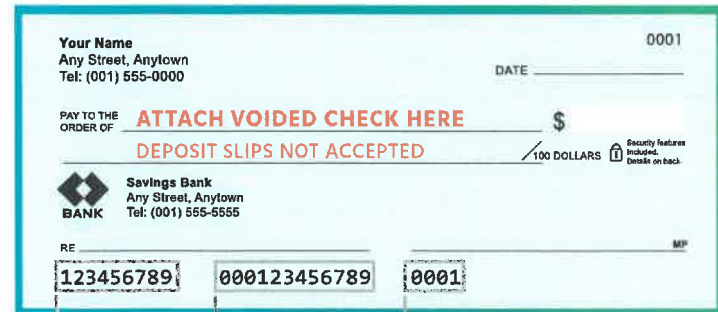 Your Name 0001
Any Street, Anytown
Tel: (001) 555-0000
DATE
PAY TO THE
ORDER OF ATTACH VOIDED CHECK HERE $
DEPOSIT SLIPS NOT ACCEPTED /100 DOLLARS Security features
included.
Details on back.
Savings Bank
Any Street, Anytown
BANK Tel: (001) 555-5555
RE MP
123456789 000123456789 0001